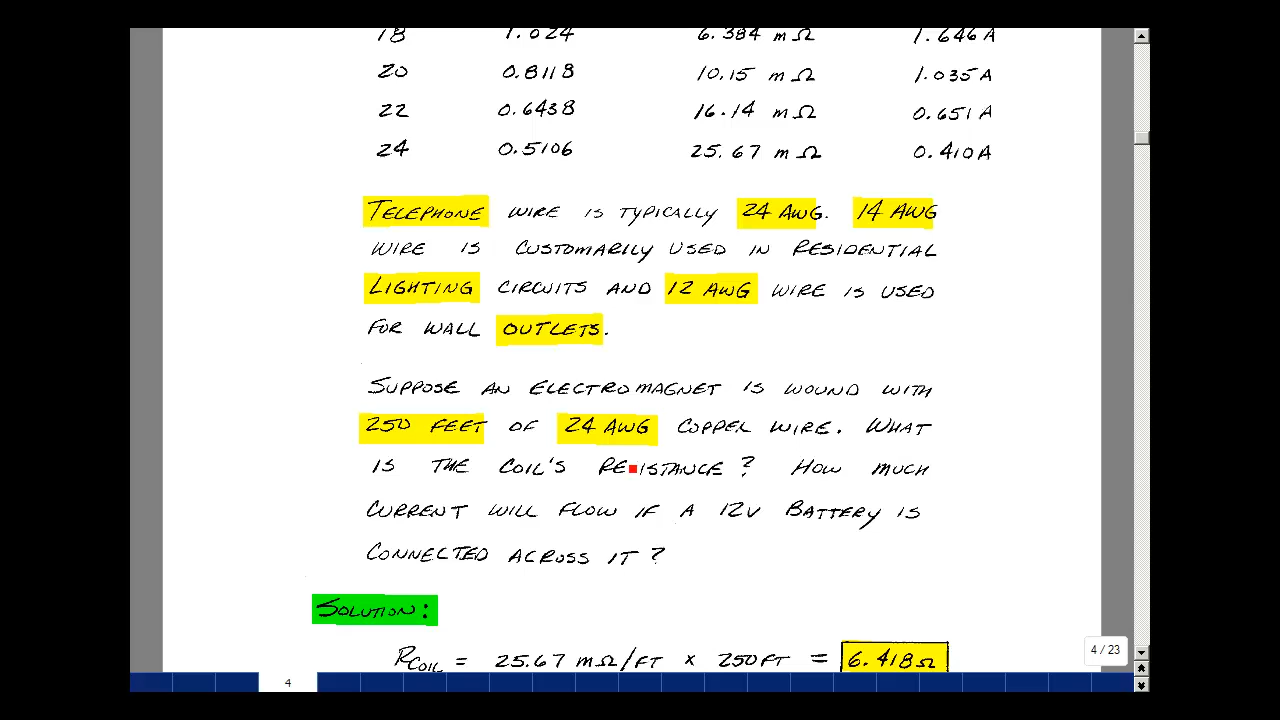 18 1.024 6.384 mΩ 1.646 A
20 0.8118 10.15 mΩ 1.035 A
22 0.6438 16.14 mΩ 0.651 A
24 0.5106 25.67 mΩ 0.410 A
TELEPHONE WIRE IS TYPICALLY 24 AWG. 14 AWG
WIRE IS CUSTOMARILY USED IN RESIDENTIAL
LIGHTING CIRCUITS AND 12 AWG WIRE IS USED
FOR WALL OUTLETS.
SUPPOSE AN ELECTROMAGNET IS WOUND WITH
250 FEET OF 24 AWG COPPER WIRE. WHAT
IS THE COIL'S RESISTANCE? HOW MUCH
CURRENT WILL FLOW IF A 12V BATTERY IS
CONNECTED ACROSS IT?
SOLUTION:
R_COIL = 25.67 mΩ/FT × 250 FT = 6.418 Ω
4 / 23
4